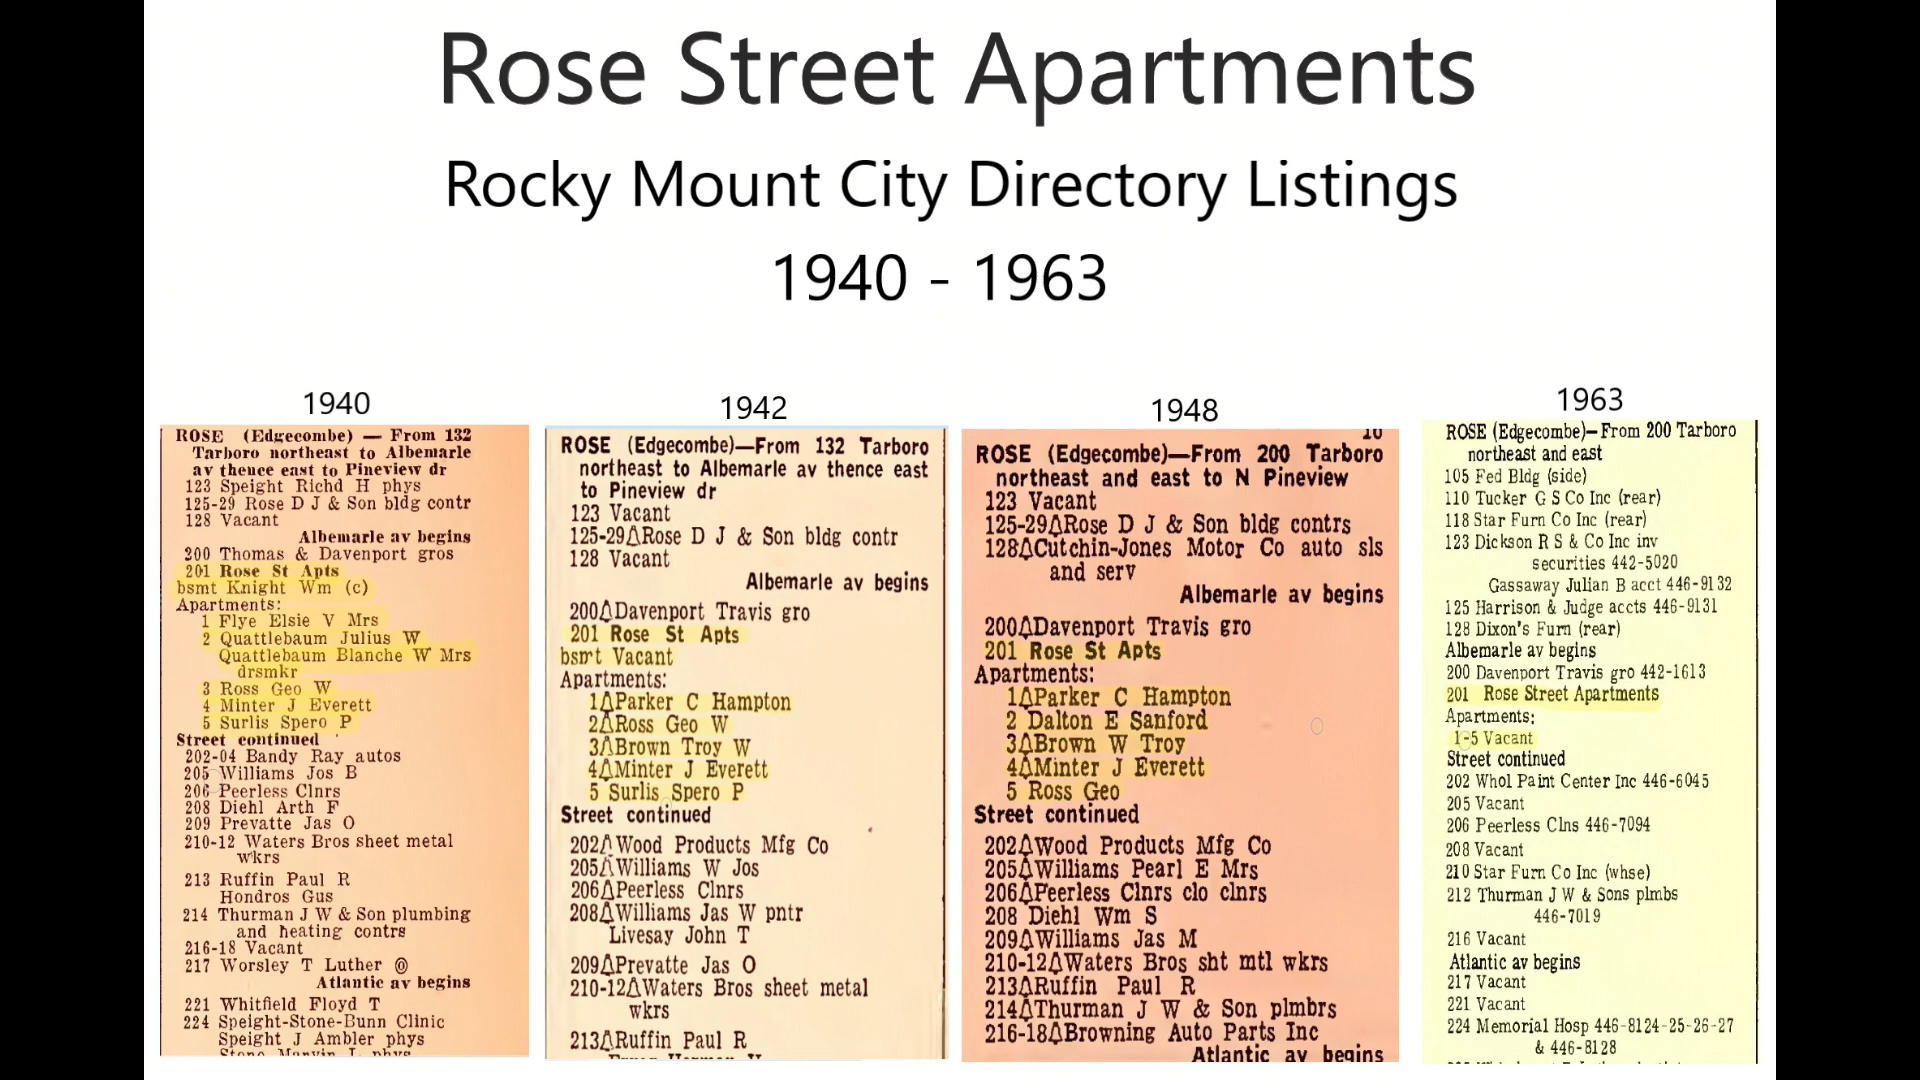 Rose Street Apartments
Rocky Mount City Directory Listings
1940 - 1963
1940
ROSE (Edgecombe) — From 132
Tarboro northeast to Albemarle
av thence east to Pineview dr
123 Speight Richd H phys
125-29 Rose D J & Son bldg contr
128 Vacant
Albemarle av begins
200 Thomas & Davenport gros
201 Rose St Apts
bsmt Knight Wm (c)
Apartments:
1 Flye Elsie V Mrs
2 Quattlebaum Julius W
Quattlebaum Blanche W Mrs
drsmkr
3 Ross Geo W
4 Minter J Everett
5 Surlis Spero P
Street continued
202-04 Bandy Ray autos
205 Williams Jos B
206 Peerless Clnrs
208 Diehl Arth F
209 Prevatte Jas O
210-12 Waters Bros sheet metal
wkrs
213 Ruffin Paul R
Hondros Gus
214 Thurman J W & Son plumbing
and heating contrs
216-18 Vacant
217 Worsley T Luther ⓞ
Atlantic av begins
221 Whitfield Floyd T
224 Speight-Stone-Bunn Clinic
Speight J Ambler phys
Stone Marvin L phys
1942
ROSE (Edgecombe)—From 132 Tarboro
northeast to Albemarle av thence east
to Pineview dr
123 Vacant
125-29△Rose D J & Son bldg contr
128 Vacant
Albemarle av begins
200△Davenport Travis gro
201 Rose St Apts
bsmt Vacant
Apartments:
1△Parker C Hampton
2△Ross Geo W
3△Brown Troy W
4△Minter J Everett
5 Surlis Spero P
Street continued
202△Wood Products Mfg Co
205△Williams W Jos
206△Peerless Clnrs
208△Williams Jas W pntr
Livesay John T
209△Prevatte Jas O
210-12△Waters Bros sheet metal
wkrs
213△Ruffin Paul R
1948
ROSE (Edgecombe)—From 200 Tarboro
northeast and east to N Pineview
123 Vacant
125-29△Rose D J & Son bldg contrs
128△Cutchin-Jones Motor Co auto sls
and serv
Albemarle av begins
200△Davenport Travis gro
201 Rose St Apts
Apartments:
1△Parker C Hampton
2 Dalton E Sanford
3△Brown W Troy
4△Minter J Everett
5 Ross Geo
Street continued
202△Wood Products Mfg Co
205△Williams Pearl E Mrs
206△Peerless Clnrs clo clnrs
208 Diehl Wm S
209△Williams Jas M
210-12△Waters Bros sht mtl wkrs
213△Ruffin Paul R
214△Thurman J W & Son plmbrs
216-18△Browning Auto Parts Inc
Atlantic av begins
1963
ROSE (Edgecombe)—From 200 Tarboro
northeast and east
105 Fed Bldg (side)
110 Tucker G S Co Inc (rear)
118 Star Furn Co Inc (rear)
123 Dickson R S & Co Inc inv
securities 442-5020
Gassaway Julian B acct 446-9132
125 Harrison & Judge accts 446-9131
128 Dixon's Furn (rear)
Albemarle av begins
200 Davenport Travis gro 442-1613
201 Rose Street Apartments
Apartments:
1-5 Vacant
Street continued
202 Whol Paint Center Inc 446-6045
205 Vacant
206 Peerless Clns 446-7094
208 Vacant
210 Star Furn Co Inc (whse)
212 Thurman J W & Sons plmbs
446-7019
216 Vacant
Atlantic av begins
217 Vacant
221 Vacant
224 Memorial Hosp 446-8124-25-26-27
& 446-8128